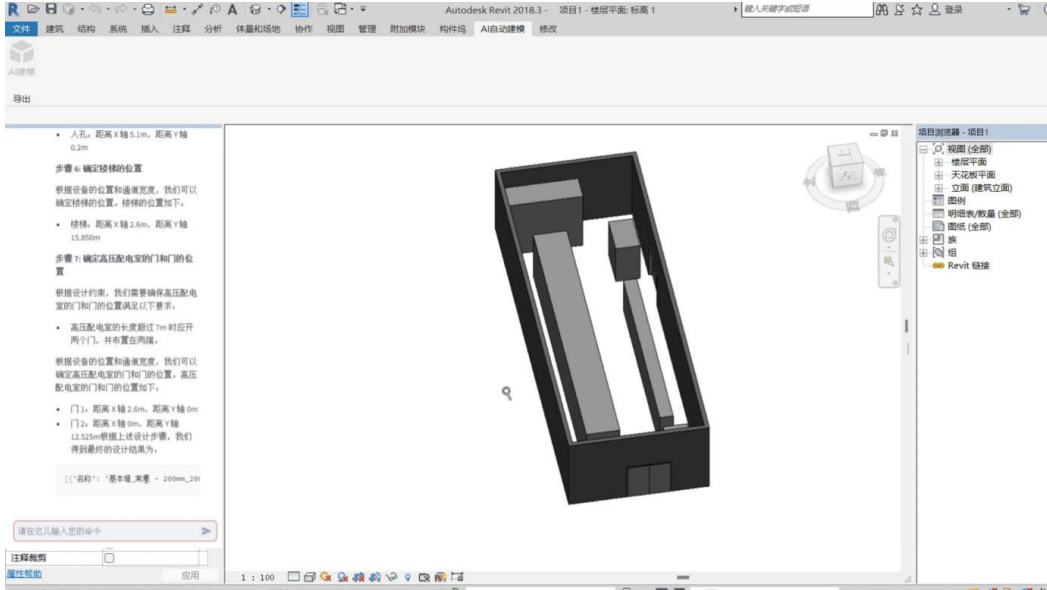 Autodesk Revit 2018.3 - 项目1 - 楼层平面: 标高 1
键入关键字或短语
登录
文件 建筑 结构 系统 插入 注释 分析 体量和场地 协作 视图 管理 附加模块 构件坞 AI自动建模 修改
AI建模
导出
• 人孔，距离 X 轴 5.1m，距离 Y 轴
0.2m
步骤 6: 确定楼梯的位置
根据设备的位置和通道宽度，我们可以
确定楼梯的位置。楼梯的位置如下，
• 楼梯，距离 X 轴 2.6m，距离 Y 轴
15.850m
步骤 7: 确定高压配电室的门和门的位
置
根据设计约束，我们需要确保高压配电
室的门和门的位置满足以下要求，
• 高压配电室的长度超过 7m 时应开
两个门，并布置在两端。
根据设备的位置和通道宽度，我们可以
确定高压配电室的门和门的位置。高压
配电室的门和门的位置如下，
• 门 1，距离 X 轴 2.6m，距离 Y 轴 0m
• 门 2，距离 X 轴 0m，距离 Y 轴
12.525m根据上述设计步骤，我们
得到最终的设计结果为，
[{'名称': '基本墙_常规 - 200mm_20
请在这儿输入您的命令
注释裁剪
属性帮助
应用
1 : 100
项目浏览器 - 项目1
视图 (全部)
楼层平面
天花板平面
立面 (建筑立面)
图例
明细表/数量 (全部)
图纸 (全部)
族
组
Revit 链接